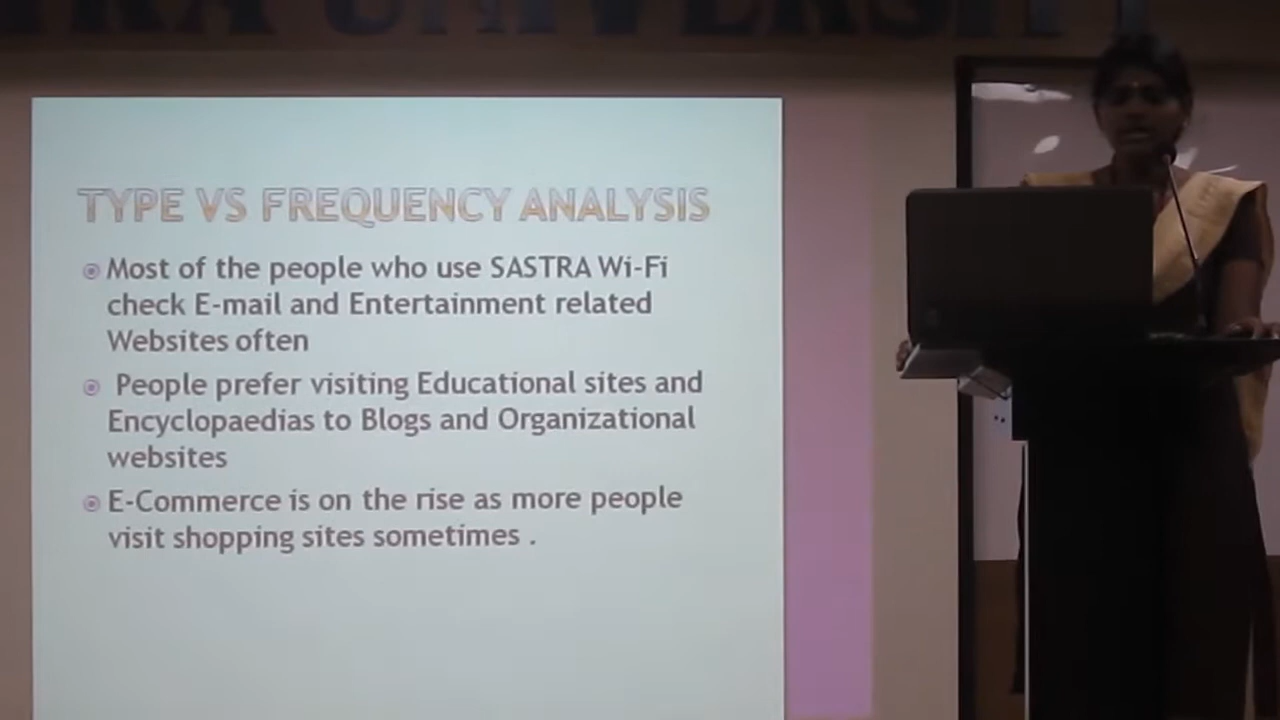 UNIVERSITY
TYPE VS FREQUENCY ANALYSIS
Most of the people who use SASTRA Wi-Fi
check E-mail and Entertainment related
Websites often
People prefer visiting Educational sites and
Encyclopaedias to Blogs and Organizational
websites
E-Commerce is on the rise as more people
visit shopping sites sometimes .